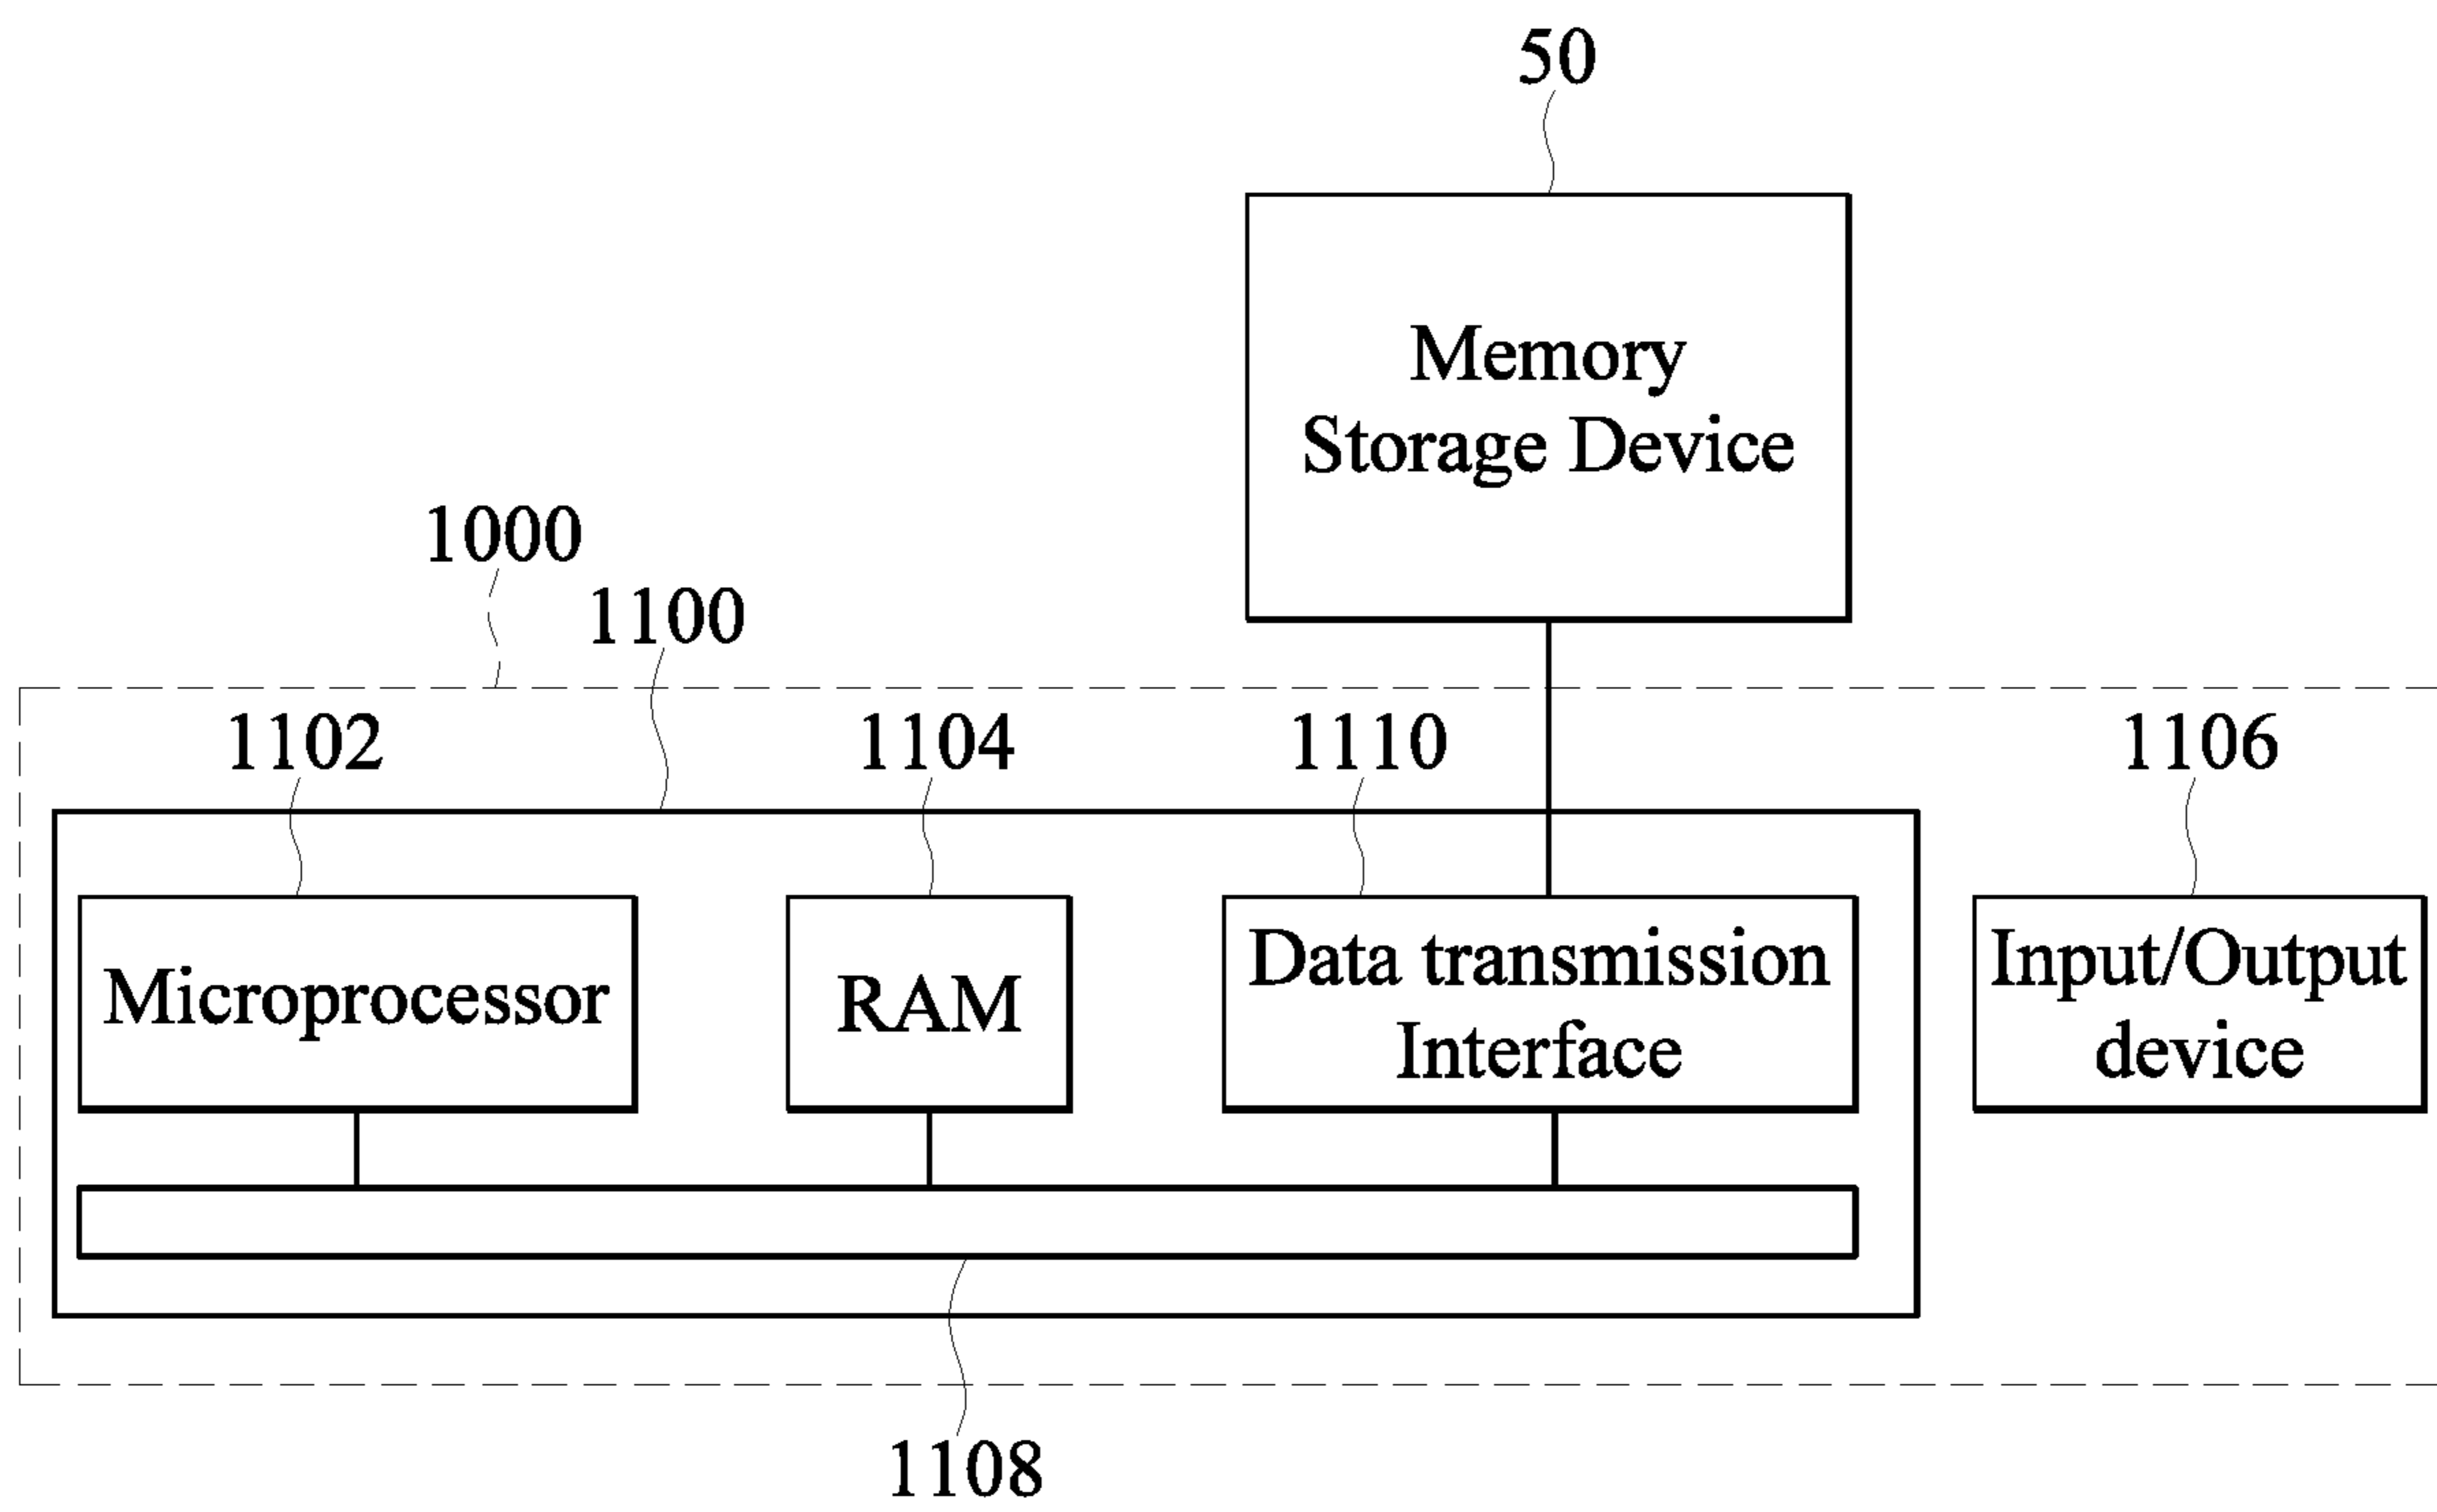 50
Memory
Storage Device
1000
1100
1102
1104
1110
1106
Microprocessor
RAM
Data transmission
Interface
Input/Output
device
1108